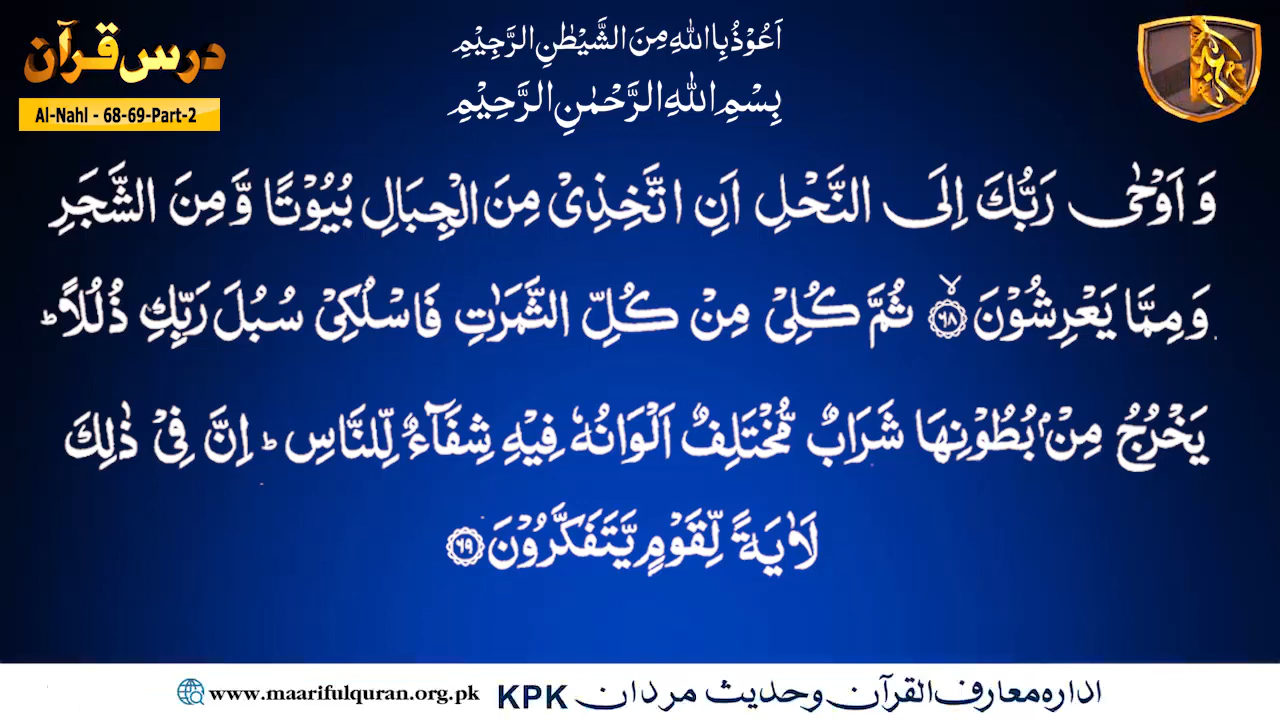 درس قرآن
Al-Nahl - 68-69-Part-2
اَعُوْذُ بِاللّٰهِ مِنَ الشَّيْطٰنِ الرَّجِيْمِ
بِسْمِ اللّٰهِ الرَّحْمٰنِ الرَّحِيْمِ
وَ اَوْحٰى رَبُّكَ اِلَى النَّحْلِ اَنِ اتَّخِذِىْ مِنَ الْجِبَالِ بُيُوْتًا وَّ مِنَ الشَّجَرِ
وَ مِمَّا يَعْرِشُوْنَ ۙ‏﴿۶۸﴾ ثُمَّ كُلِىْ مِنْ كُلِّ الثَّمَرٰتِ فَاسْلُكِىْ سُبُلَ رَبِّكِ ذُلُلًا ؕ
يَخْرُجُ مِنْۢ بُطُوْنِهَا شَرَابٌ مُّخْتَلِفٌ اَلْوَانُهٗ فِيْهِ شِفَآءٌ لِّلنَّاسِ ؕ اِنَّ فِىْ ذٰلِكَ
لَاٰيَةً لِّقَوْمٍ يَّتَفَكَّرُوْنَ ﴿۶۹﴾
www.maarifulquran.org.pk KPK ادارہ معارف القرآن و حدیث مردان